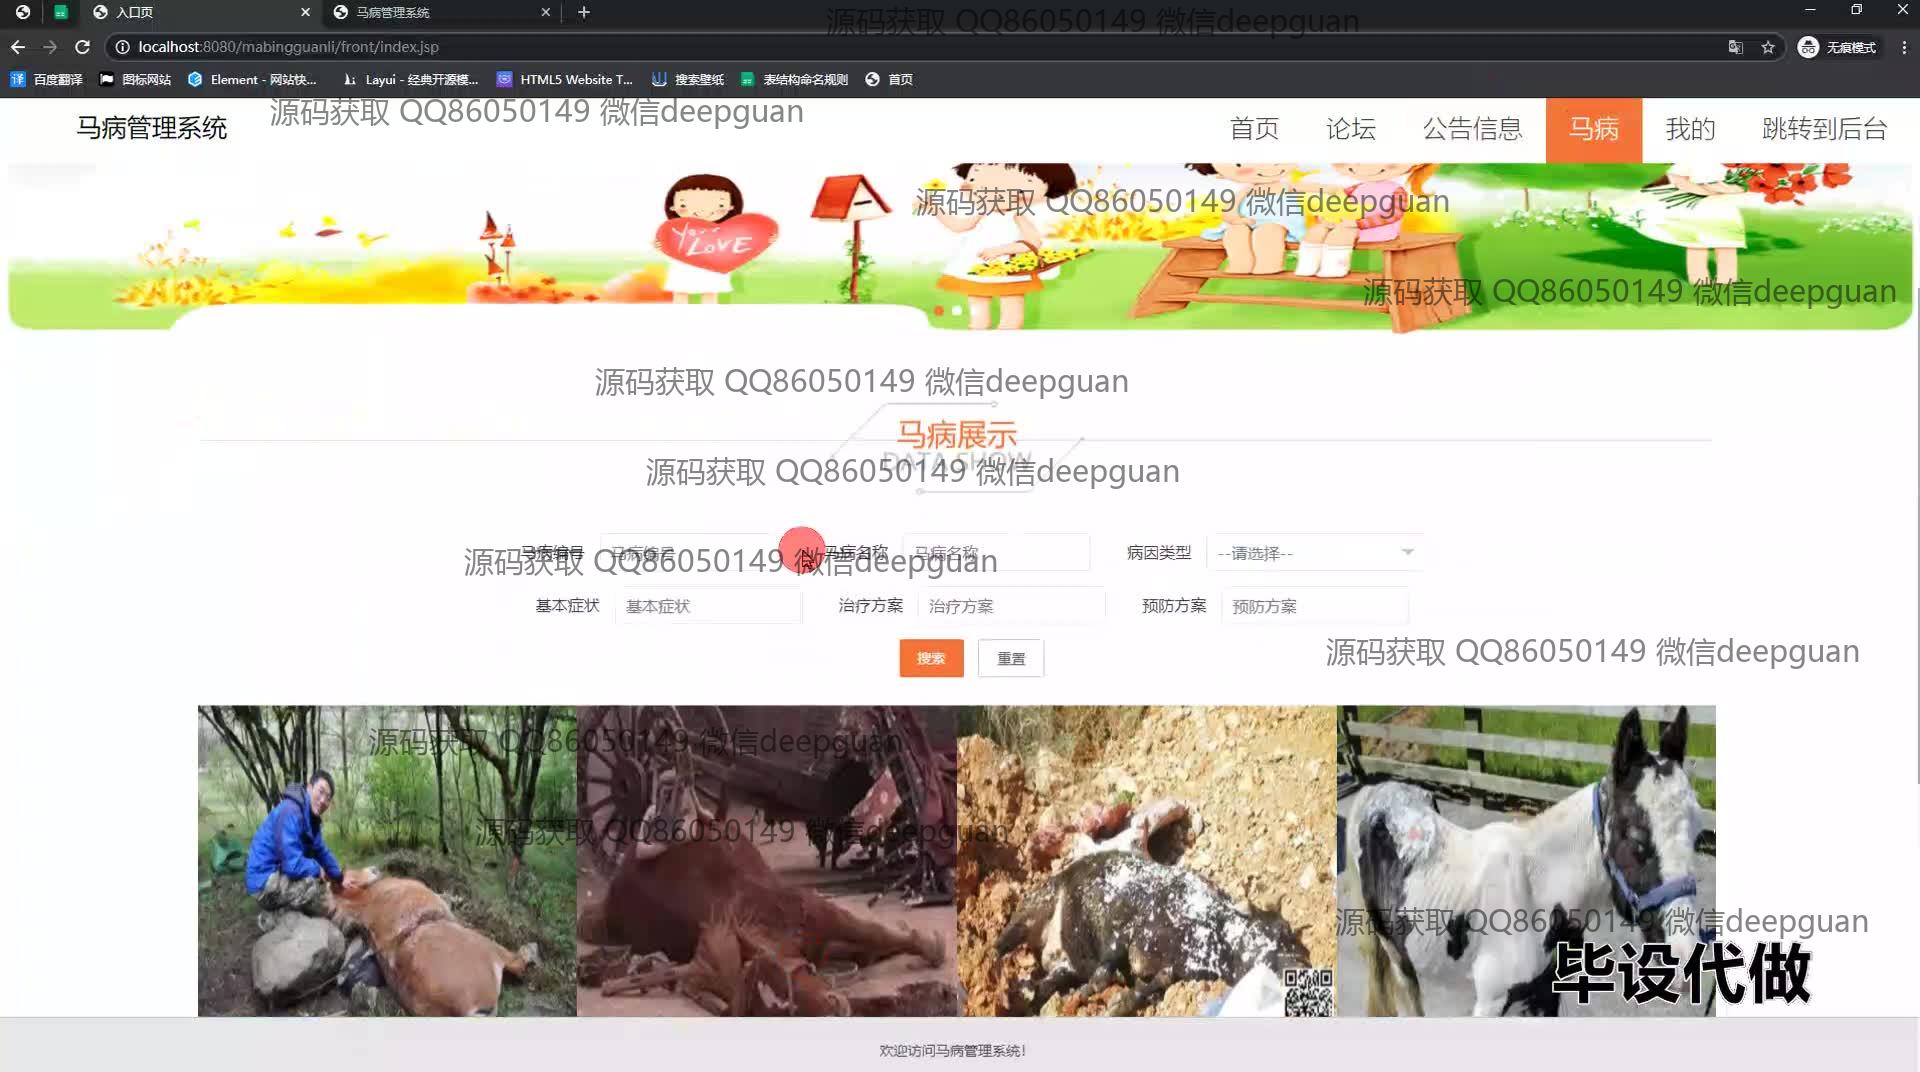 入口页
马病管理系统
源码获取 QQ86050149 微信deepguan
localhost:8080/mabingguanli/front/index.jsp
无痕模式
百度翻译
图标网站
Element - 网站快...
Layui - 经典开源模...
HTML5 Website T...
搜索壁纸
表结构命名规则
首页
源码获取 QQ86050149 微信deepguan
马病管理系统
首页
论坛
公告信息
马病
我的
跳转到后台
源码获取 QQ86050149 微信deepguan
LOVE
源码获取 QQ86050149 微信deepguan
源码获取 QQ86050149 微信deepguan
马病展示
DATA SHOW
源码获取 QQ86050149 微信deepguan
马病编号
马病编号
马病名称
马病名称
病因类型
--请选择--
源码获取 QQ86050149 微信deepguan
基本症状
基本症状
治疗方案
治疗方案
预防方案
预防方案
搜索
重置
源码获取 QQ86050149 微信deepguan
源码获取 QQ86050149 微信deepguan
源码获取 QQ86050149 微信deepguan
源码获取 QQ86050149 微信deepguan
毕设代做
欢迎访问马病管理系统!